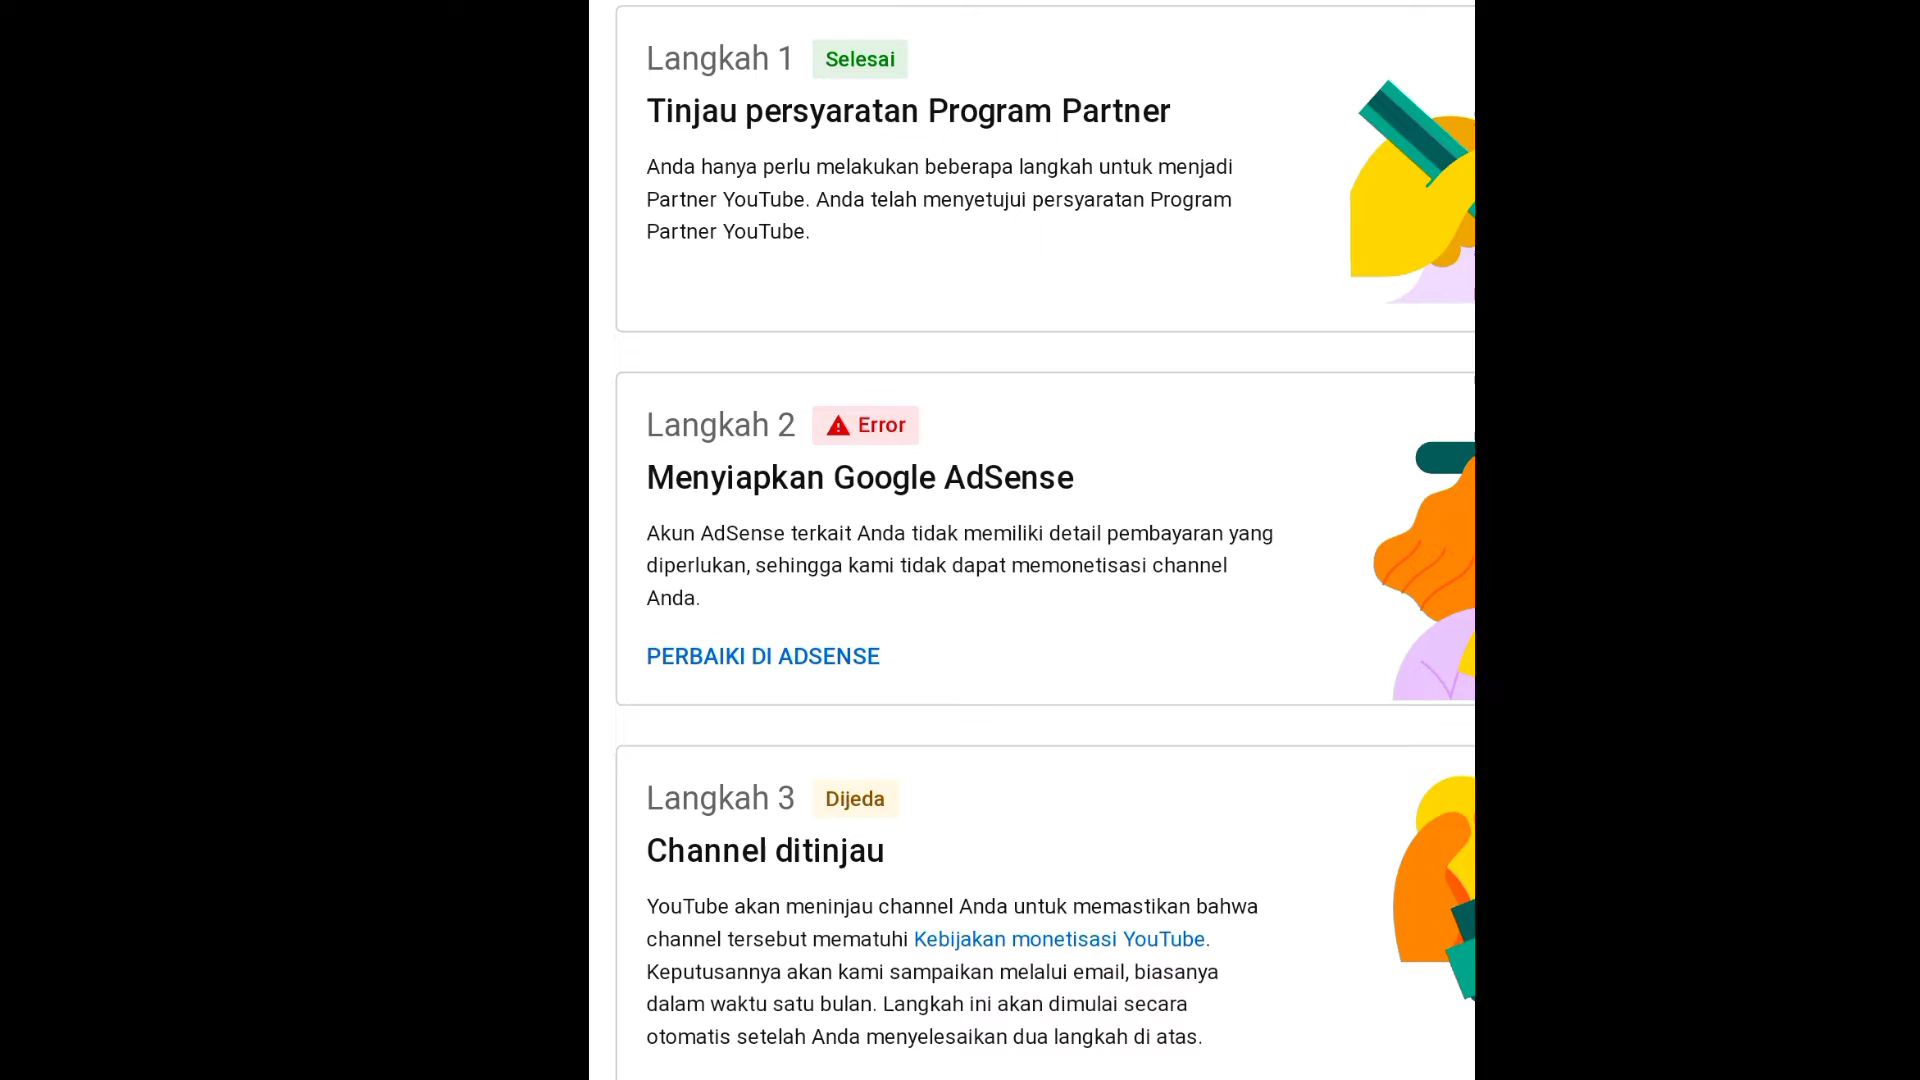 Langkah 1 Selesai
Tinjau persyaratan Program Partner
Anda hanya perlu melakukan beberapa langkah untuk menjadi
Partner YouTube. Anda telah menyetujui persyaratan Program
Partner YouTube.
Langkah 2 Error
Menyiapkan Google AdSense
Akun AdSense terkait Anda tidak memiliki detail pembayaran yang
diperlukan, sehingga kami tidak dapat memonetisasi channel
Anda.
PERBAIKI DI ADSENSE
Langkah 3 Dijeda
Channel ditinjau
YouTube akan meninjau channel Anda untuk memastikan bahwa
channel tersebut mematuhi Kebijakan monetisasi YouTube.
Keputusannya akan kami sampaikan melalui email, biasanya
dalam waktu satu bulan. Langkah ini akan dimulai secara
otomatis setelah Anda menyelesaikan dua langkah di atas.